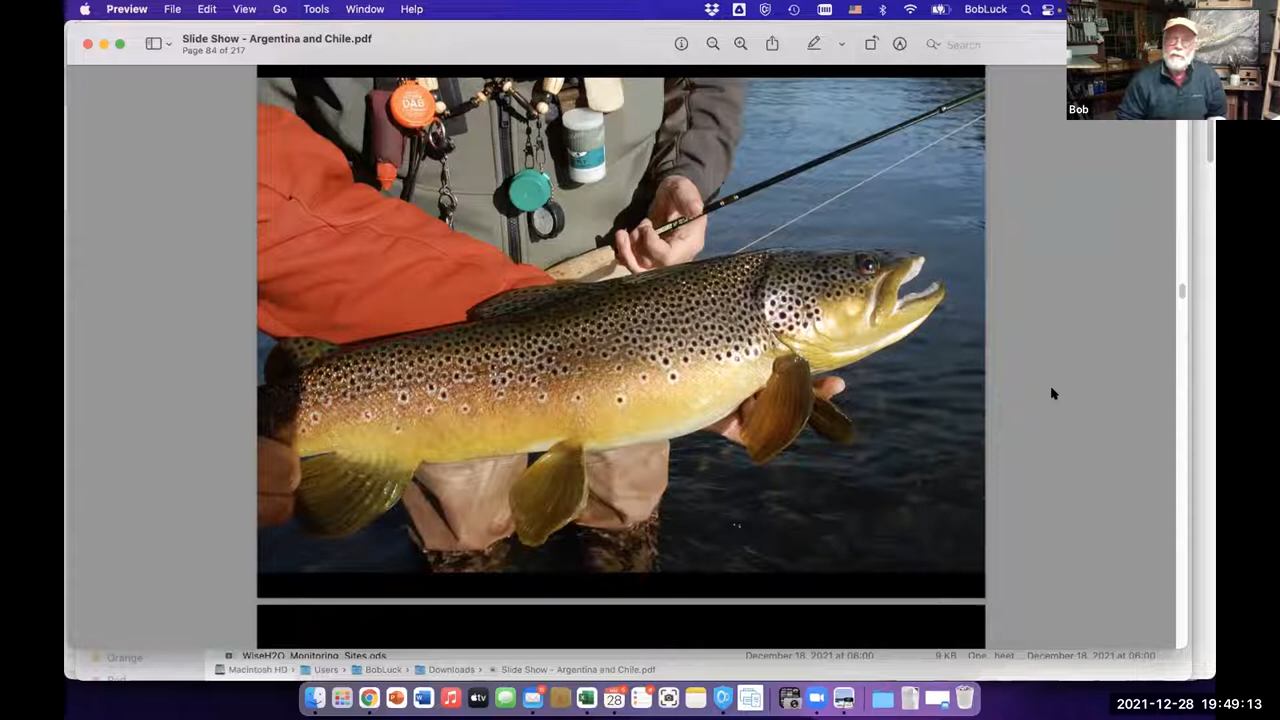 Preview File Edit View Go Tools Window Help BobLuck
Slide Show - Argentina and Chile.pdf
Page 84 of 217
Search
Bob
DAB
Orange
WiseH2O_Monitoring_Sites.ods December 18, 2021 at 06:00 9 KB December 18, 2021 at 06:00
Macintosh HD Users BobLuck Downloads Slide Show - Argentina and Chile.pdf
28
2021-12-28 19:49:13